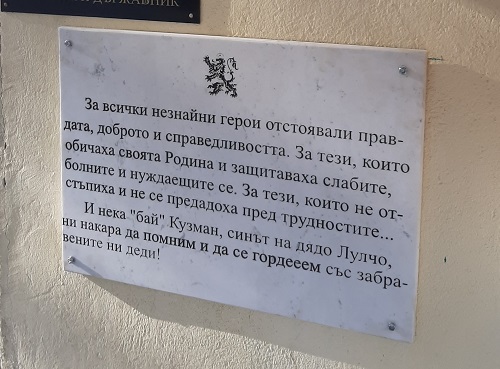 ДЪРЖАВНИК
За всички незнайни герои отстоявали прав-
дата, доброто и справедливостта. За тези, които
обичаха своята Родина и защитаваха слабите,
болните и нуждаещите се. За тези, които не от-
стъпиха и не се предадоха пред трудностите...
И нека "бай" Кузман, синът на дядо Лулчо,
ни накара да помним и да се гордееем със забра-
вените ни деди!